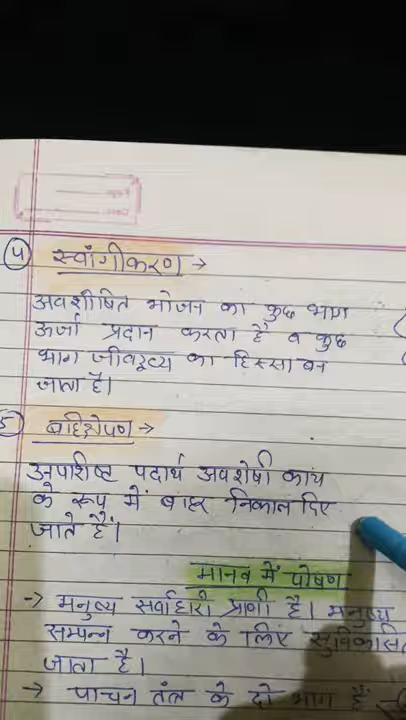 4 स्वांगीकरण →
अवशोषित भोजन का कुछ भाग
ऊर्जा प्रदान करता है व कुछ
भाग जीवद्रव्य का हिस्सा बन
जाता है।
5 बहिक्षेपण →
अपशिष्ट पदार्थ अवशेषी
के रूप में बाहर निकाल दिए
जाते हैं।
मानव में पोषण
→ मनुष्य सर्वाहारी प्राणी है। मनुष्य
सम्पन्न करने के लिए सुविकसित
जाता है।
→ पाचन तंत्र के दो भाग हैं -